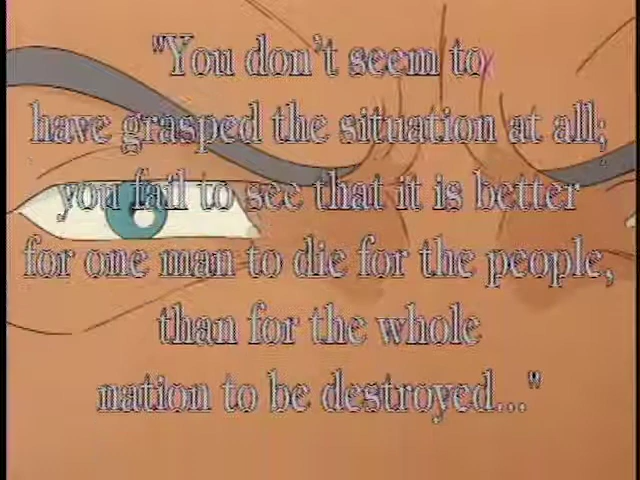 "You don't seem to
have grasped the situation at all;
you fail to see that it is better
for one man to die for the people,
than for the whole
nation to be destroyed..."